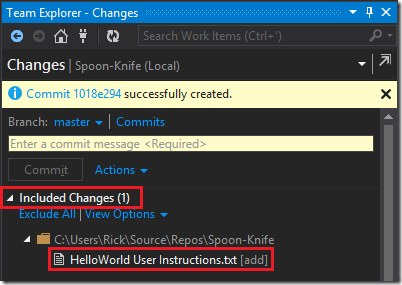 Team Explorer - Changes
Search Work Items (Ctrl+')
Changes | Spoon-Knife (Local)
Commit 1018e294 successfully created.
Branch: master | Commits
Enter a commit message <Required>
Commit Actions
Included Changes (1)
Exclude All | View Options
C:\Users\Rick\Source\Repos\Spoon-Knife
HelloWorld User Instructions.txt [add]